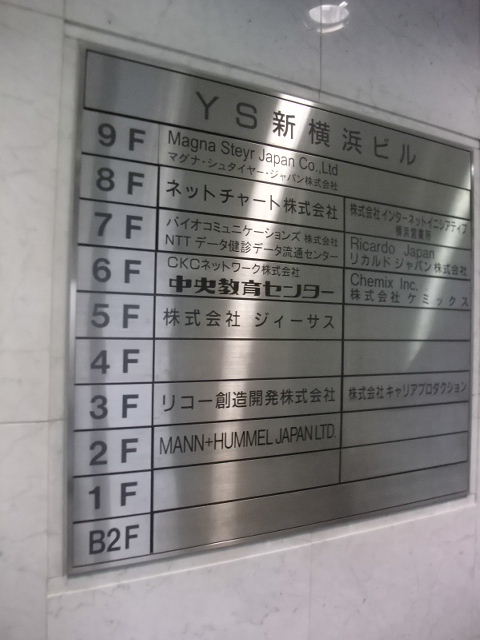 YS新横浜ビル
9F Magna Steyr Japan Co.,Ltd
マグナ・シュタイヤー・ジャパン株式会社
8F ネットチャート株式会社 株式会社インターネットイニシアティブ
横浜営業所
7F バイオコミュニケーションズ 株式会社 Ricardo Japan
NTT データ健診データ流通センター リカルドジャパン株式会社
6F CKCネットワーク株式会社 Chemix Inc.
中央教育センター 株式会社 ケミックス
5F 株式会社 ジィーサス
4F
3F リコー創造開発株式会社 株式会社キャリアプロダクション
2F MANN+HUMMEL JAPAN LTD.
1F
B2F